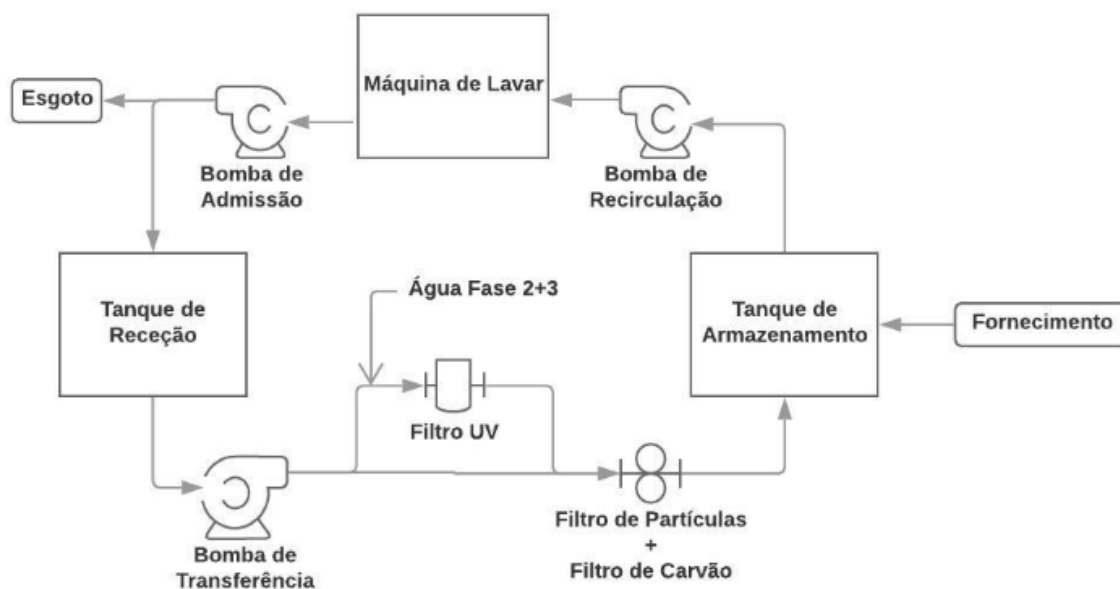 Máquina de Lavar
Esgoto
Bomba de
Admissão
Bomba de
Recirculação
Água Fase 2+3
Tanque de
Receção
Tanque de
Armazenamento
Fornecimento
Filtro UV
Filtro de Partículas
+
Filtro de Carvão
Bomba de
Transferência